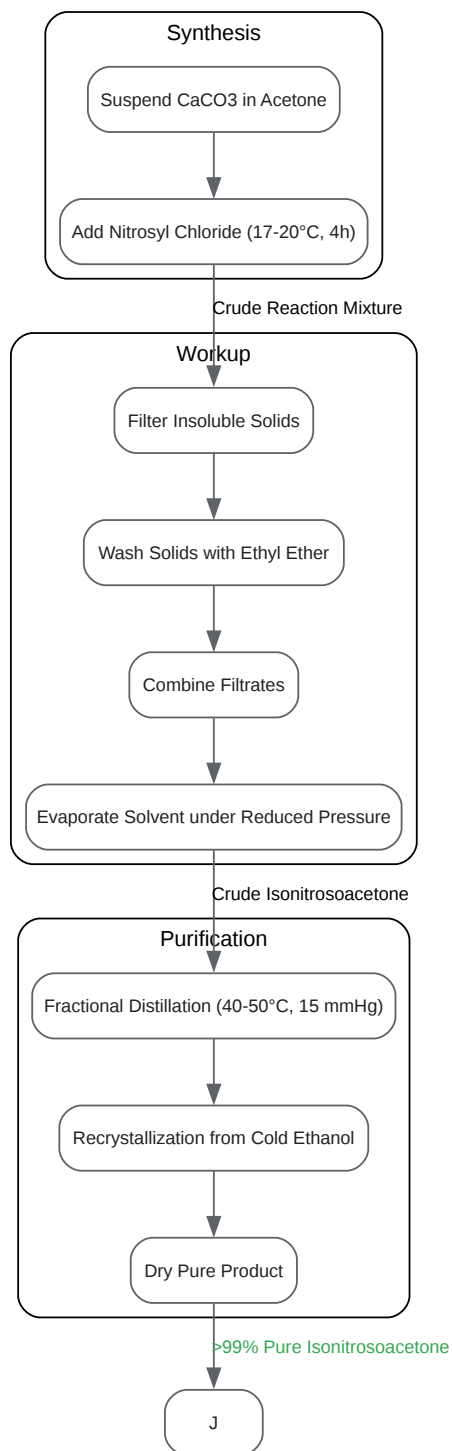 Synthesis
Suspend CaCO3 in Acetone
Add Nitrosyl Chloride (17-20°C, 4h)
Crude Reaction Mixture
Workup
Filter Insoluble Solids
Wash Solids with Ethyl Ether
Combine Filtrates
Evaporate Solvent under Reduced Pressure
Crude Isonitrosoacetone
Purification
Fractional Distillation (40-50°C, 15 mmHg)
Recrystallization from Cold Ethanol
Dry Pure Product
>99% Pure Isonitrosoacetone
J